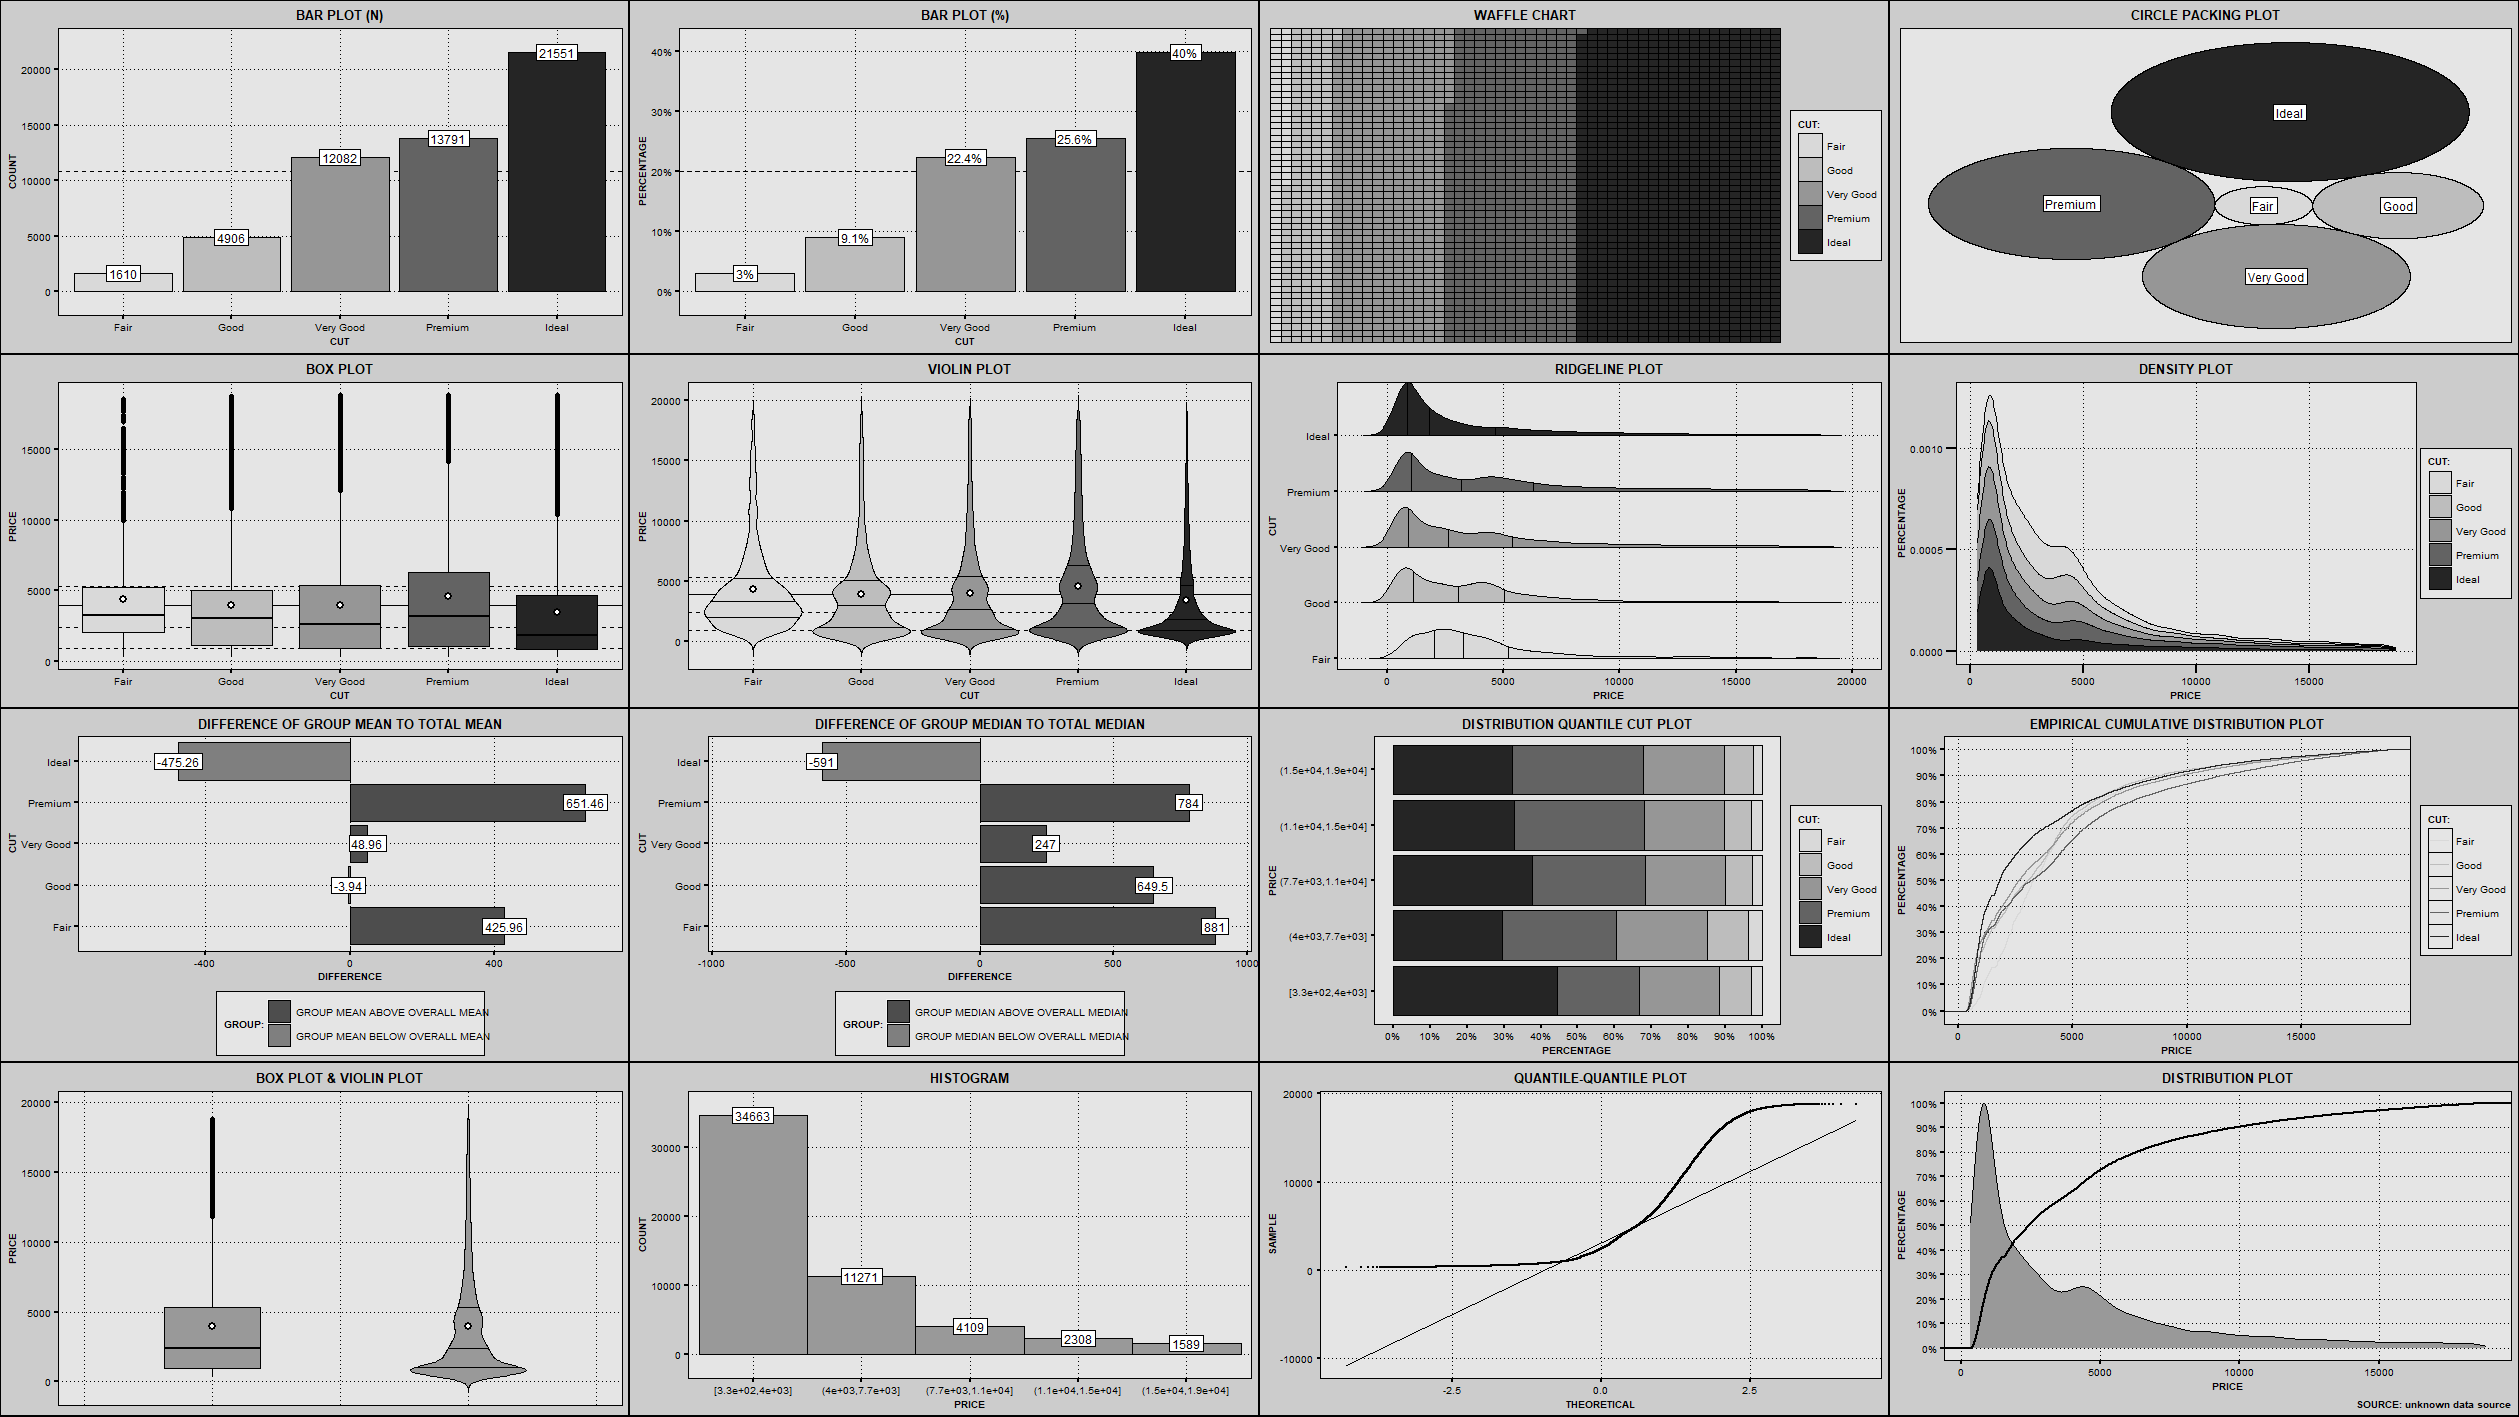 BAR PLOT (N)
COUNT
20000
15000
10000
5000
0
1610
4906
12082
13791
21551
Fair
Good
Very Good
Premium
Ideal
CUT
BAR PLOT (%)
PERCENTAGE
40%
30%
20%
10%
0%
3%
9.1%
22.4%
25.6%
40%
Fair
Good
Very Good
Premium
Ideal
CUT
WAFFLE CHART
CUT:
Fair
Good
Very Good
Premium
Ideal
CIRCLE PACKING PLOT
Ideal
Premium
Fair
Good
Very Good
BOX PLOT
PRICE
15000
10000
5000
0
Fair
Good
Very Good
Premium
Ideal
CUT
VIOLIN PLOT
PRICE
20000
15000
10000
5000
0
Fair
Good
Very Good
Premium
Ideal
CUT
RIDGELINE PLOT
CUT
Ideal
Premium
Very Good
Good
Fair
0
5000
10000
15000
20000
PRICE
DENSITY PLOT
PERCENTAGE
0.0010
0.0005
0.0000
0
5000
10000
15000
PRICE
CUT:
Fair
Good
Very Good
Premium
Ideal
DIFFERENCE OF GROUP MEAN TO TOTAL MEAN
CUT
Ideal
Premium
Very Good
Good
Fair
-475.26
651.46
48.96
-3.94
425.96
-400
0
400
DIFFERENCE
GROUP:
GROUP MEAN ABOVE OVERALL MEAN
GROUP MEAN BELOW OVERALL MEAN
DIFFERENCE OF GROUP MEDIAN TO TOTAL MEDIAN
CUT
Ideal
Premium
Very Good
Good
Fair
-591
784
247
649.5
881
-1000
-500
0
500
1000
DIFFERENCE
GROUP:
GROUP MEDIAN ABOVE OVERALL MEDIAN
GROUP MEDIAN BELOW OVERALL MEDIAN
DISTRIBUTION QUANTILE CUT PLOT
PRICE
(1.5e+04,1.9e+04]
(1.1e+04,1.5e+04]
(7.7e+03,1.1e+04]
(4e+03,7.7e+03]
[3.3e+02,4e+03]
0%
10%
20%
30%
40%
50%
60%
70%
80%
90%
100%
PERCENTAGE
CUT:
Fair
Good
Very Good
Premium
Ideal
EMPIRICAL CUMULATIVE DISTRIBUTION PLOT
PERCENTAGE
100%
90%
80%
70%
60%
50%
40%
30%
20%
10%
0%
0
5000
10000
15000
PRICE
CUT:
Fair
Good
Very Good
Premium
Ideal
BOX PLOT & VIOLIN PLOT
PRICE
20000
15000
10000
5000
0
HISTOGRAM
COUNT
30000
20000
10000
0
34663
11271
4109
2308
1589
[3.3e+02,4e+03]
(4e+03,7.7e+03]
(7.7e+03,1.1e+04]
(1.1e+04,1.5e+04]
(1.5e+04,1.9e+04]
PRICE
QUANTILE-QUANTILE PLOT
SAMPLE
20000
10000
0
-10000
-2.5
0.0
2.5
THEORETICAL
DISTRIBUTION PLOT
PERCENTAGE
100%
90%
80%
70%
60%
50%
40%
30%
20%
10%
0%
0
5000
10000
15000
PRICE
SOURCE: unknown data source